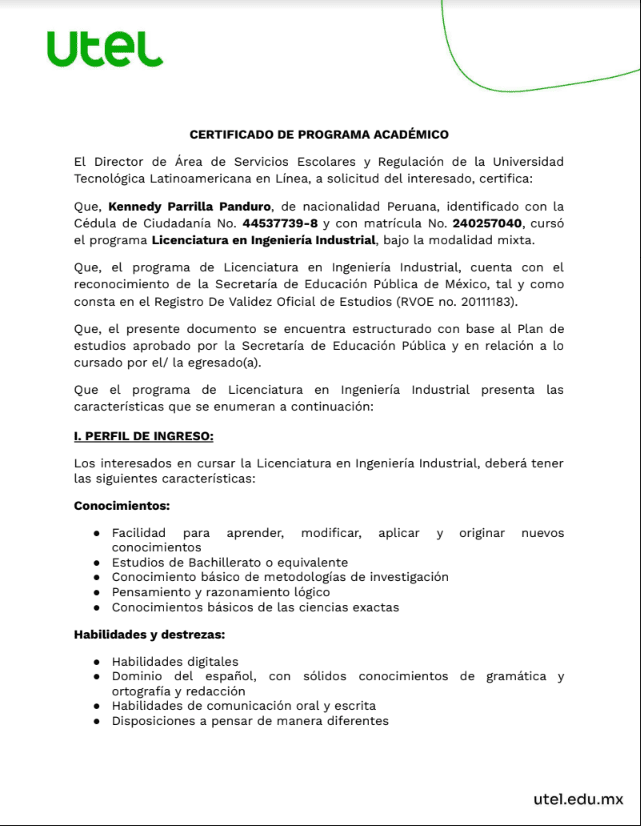 utel
CERTIFICADO DE PROGRAMA ACADÉMICO
El Director de Área de Servicios Escolares y Regulación de la Universidad
Tecnológica Latinoamericana en Línea, a solicitud del interesado, certifica:
Que, Kennedy Parrilla Panduro, de nacionalidad Peruana, identificado con la
Cédula de Ciudadanía No. 44537739-8 y con matrícula No. 240257040, cursó
el programa Licenciatura en Ingeniería Industrial, bajo la modalidad mixta.
Que, el programa de Licenciatura en Ingeniería Industrial, cuenta con el
reconocimiento de la Secretaría de Educación Pública de México, tal y como
consta en el Registro De Validez Oficial de Estudios (RVOE no. 20111183).
Que, el presente documento se encuentra estructurado con base al Plan de
estudios aprobado por la Secretaría de Educación Pública y en relación a lo
cursado por el/ la egresado(a).
Que el programa de Licenciatura en Ingeniería Industrial presenta las
características que se enumeran a continuación:
I. PERFIL DE INGRESO:
Los interesados en cursar la Licenciatura en Ingeniería Industrial, deberá tener
las siguientes características:
Conocimientos:
● Facilidad para aprender, modificar, aplicar y originar nuevos
conocimientos
● Estudios de Bachillerato o equivalente
● Conocimiento básico de metodologías de investigación
● Pensamiento y razonamiento lógico
● Conocimientos básicos de las ciencias exactas
Habilidades y destrezas:
● Habilidades digitales
● Dominio del español, con sólidos conocimientos de gramática y
ortografía y redacción
● Habilidades de comunicación oral y escrita
● Disposiciones a pensar de manera diferentes
utel.edu.mx